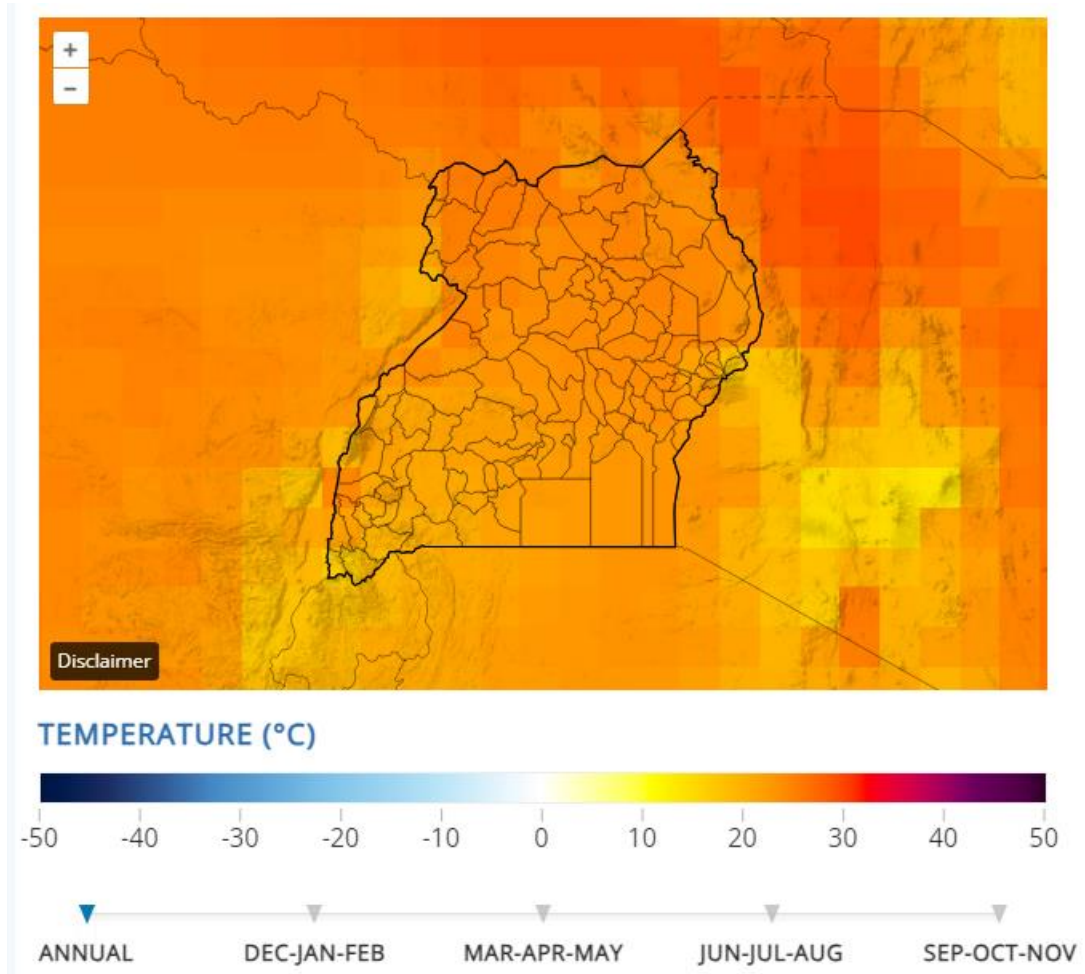 +
−
Disclaimer
TEMPERATURE (°C)
-50 -40 -30 -20 -10 0 10 20 30 40 50
ANNUAL DEC-JAN-FEB MAR-APR-MAY JUN-JUL-AUG SEP-OCT-NOV